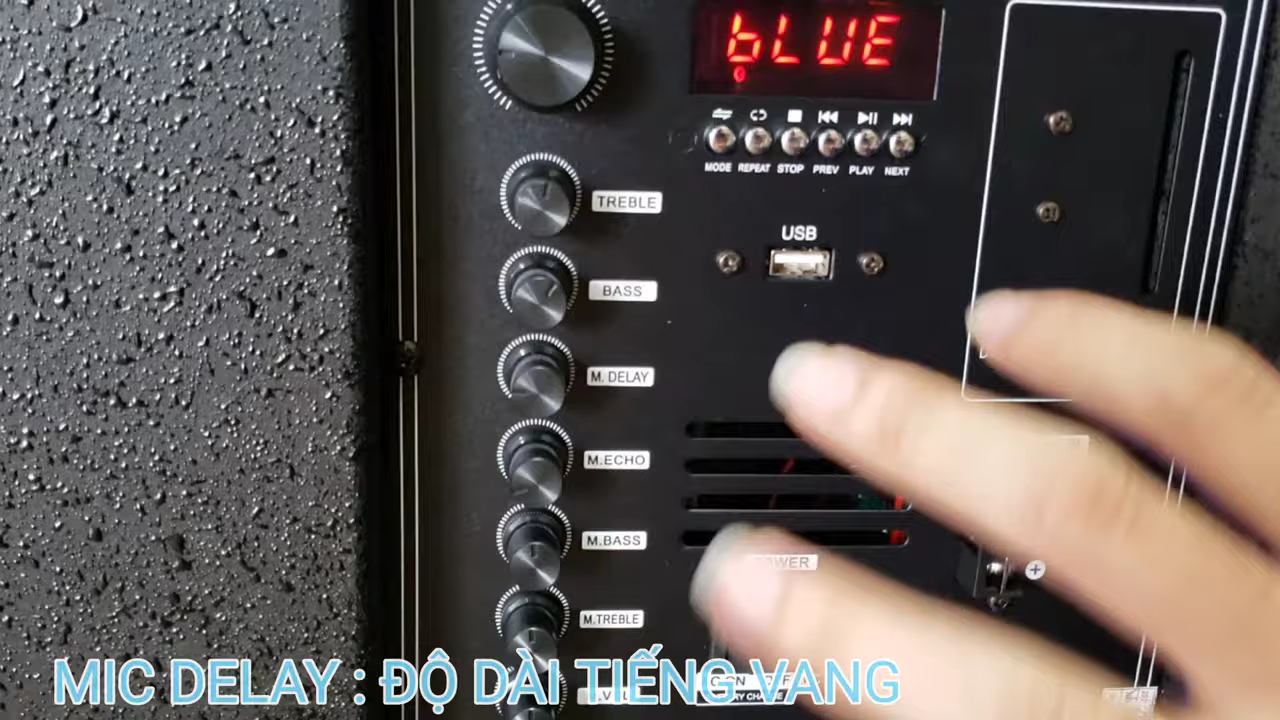 bLUE
MODE REPEAT STOP PREV PLAY NEXT
TREBLE
USB
BASS
M. DELAY
M.ECHO
M.BASS
M.TREBLE
MIC DELAY : ĐỘ DÀI TIẾNG VANG